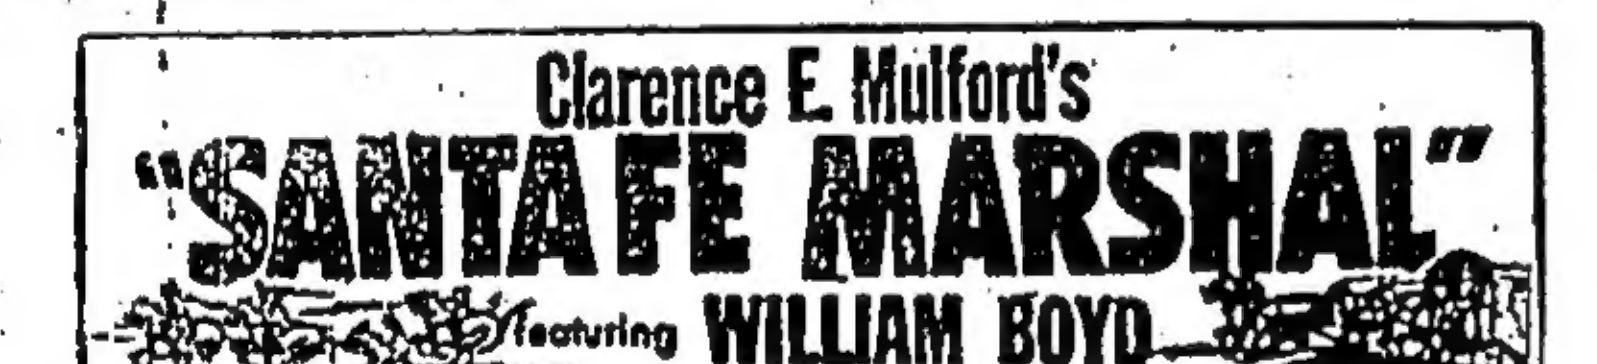 Clarence E. Mulford's
"SANTA FE MARSHAL"
featuring WILLIAM BOYD